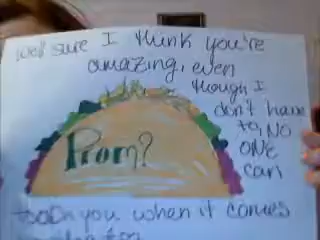 well sure I think you're
amazing, even
though I
don't have
to, NO
ONE
can
Prom?
tooon you when it comes